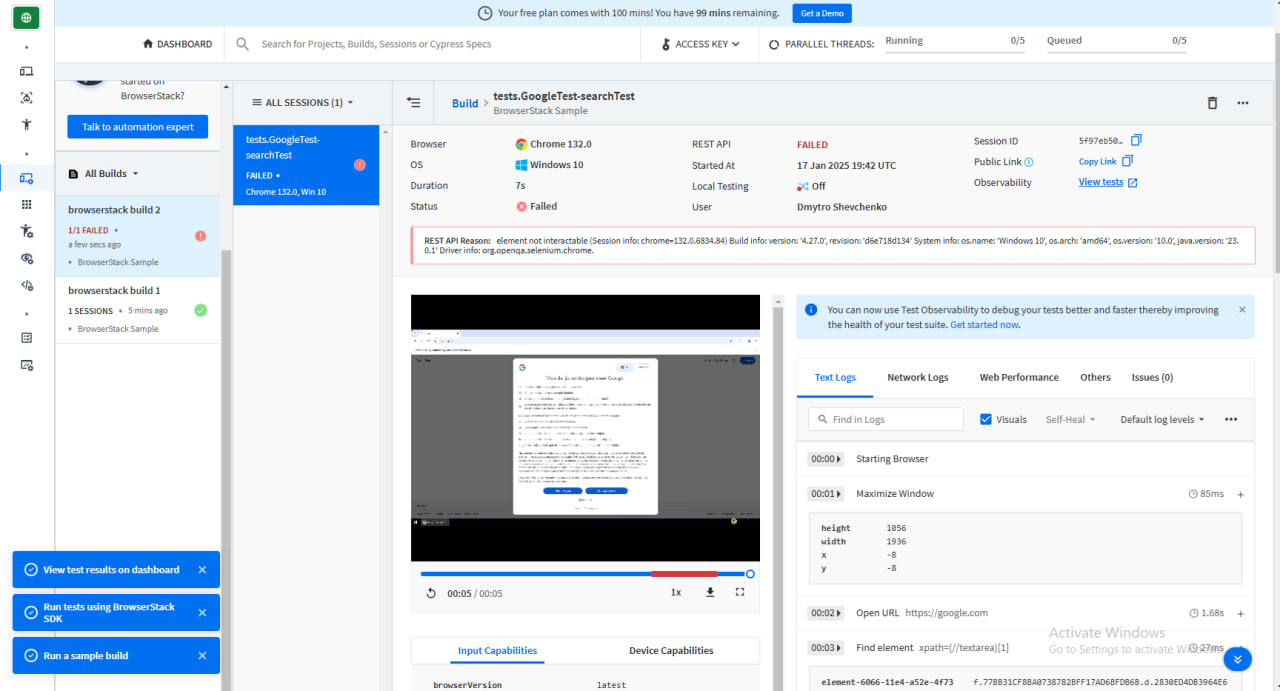 Your free plan comes with 100 mins! You have 99 mins remaining.
Get a Demo
DASHBOARD
Search for Projects, Builds, Sessions or Cypress Specs
ACCESS KEY
PARALLEL THREADS:
Running
0/5
Queued
0/5
started on
BrowserStack?
Talk to automation expert
All Builds
browserstack build 2
1/1 FAILED •
a few secs ago
• BrowserStack Sample
browserstack build 1
1 SESSIONS • 5 mins ago
• BrowserStack Sample
View test results on dashboard
Run tests using BrowserStack
SDK
Run a sample build
ALL SESSIONS (1)
tests.GoogleTest-
searchTest
FAILED •
Chrome 132.0, Win 10
Build > tests.GoogleTest-searchTest
BrowserStack Sample
Browser
Chrome 132.0
OS
Windows 10
Duration
7s
Status
Failed
REST API
FAILED
Started At
17 Jan 2025 19:42 UTC
Local Testing
Off
User
Dmytro Shevchenko
Session ID
5f97eb50...
Public Link
Copy Link
Observability
View tests
REST API Reason: element not interactable (Session info: chrome=132.0.6834.84) Build info: version: '4.27.0', revision: 'd6e718d134' System info: os.name: 'Windows 10', os.arch: 'amd64', os.version: '10.0', java.version: '23.
0.1' Driver info: org.openqa.selenium.chrome.
00:05 / 00:05
1x
Input Capabilities
Device Capabilities
browserVersion
latest
You can now use Test Observability to debug your tests better and faster thereby improving
the health of your test suite. Get started now.
Text Logs
Network Logs
Web Performance
Others
Issues (0)
Find in Logs
Visuals
Self-Heal
Default log levels
00:00
Starting Browser
00:01
Maximize Window
85ms
height 1056
width 1936
x -8
y -8
00:02
Open URL https://google.com
1.68s
00:03
Find element xpath=(//textarea)[1]
27ms
Activate Windows
Go to Settings to activate Windows.
element-6066-11e4-a52e-4f73
f.77BB31CF8BA0738782BFF17AD6BFDB6B.d.2830ED4DB3964E6